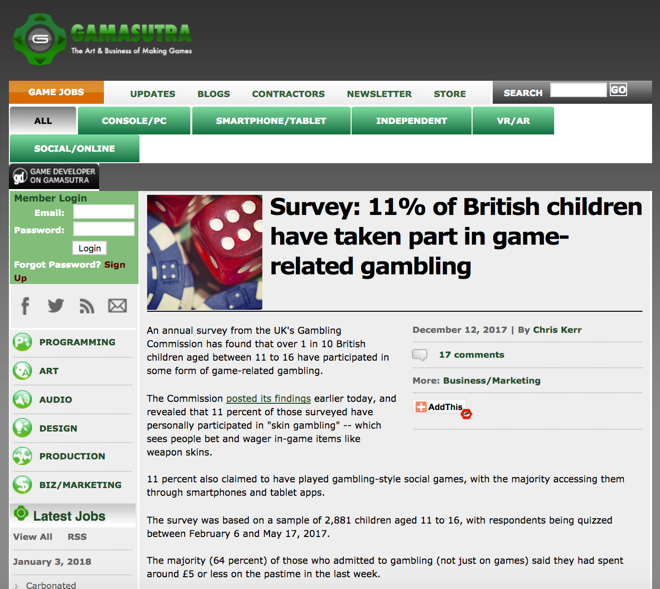 GAMASUTRA
The Art & Business of Making Games
GAME JOBS
UPDATES BLOGS CONTRACTORS NEWSLETTER STORE
SEARCH GO
ALL CONSOLE/PC SMARTPHONE/TABLET INDEPENDENT VR/AR
SOCIAL/ONLINE
gd GAME DEVELOPER
ON GAMASUTRA
Member Login
Email:
Password:
Login
Forgot Password? Sign
Up
PROGRAMMING
ART
AUDIO
DESIGN
PRODUCTION
BIZ/MARKETING
Latest Jobs
View All RSS
January 3, 2018
Carbonated
Survey: 11% of British children
have taken part in game-
related gambling
An annual survey from the UK's Gambling
Commission has found that over 1 in 10 British
children aged between 11 to 16 have participated in
some form of game-related gambling.
The Commission posted its findings earlier today, and
revealed that 11 percent of those surveyed have
personally participated in "skin gambling" -- which
sees people bet and wager in-game items like
weapon skins.
December 12, 2017 | By Chris Kerr
17 comments
More: Business/Marketing
AddThis
11 percent also claimed to have played gambling-style social games, with the majority accessing them
through smartphones and tablet apps.
The survey was based on a sample of 2,881 children aged 11 to 16, with respondents being quizzed
between February 6 and May 17, 2017.
The majority (64 percent) of those who admitted to gambling (not just on games) said they had spent
around £5 or less on the pastime in the last week.